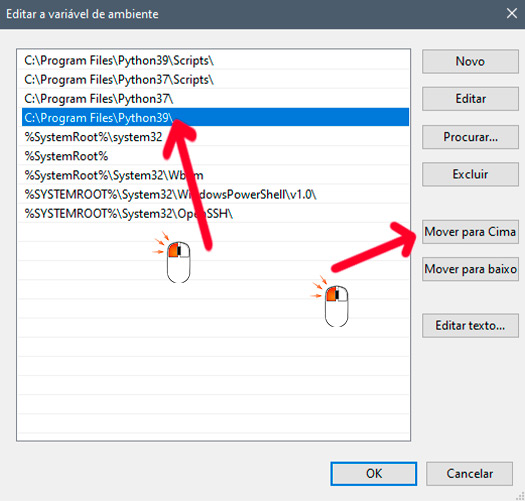 Editar a variável de ambiente
C:\Program Files\Python39\Scripts\
C:\Program Files\Python37\Scripts\
C:\Program Files\Python37\
C:\Program Files\Python39\
%SystemRoot%\system32
%SystemRoot%
%SystemRoot%\System32\Wbem
%SYSTEMROOT%\System32\WindowsPowerShell\v1.0\
%SYSTEMROOT%\System32\OpenSSH\
Novo
Editar
Procurar...
Excluir
Mover para Cima
Mover para baixo
Editar texto...
OK
Cancelar